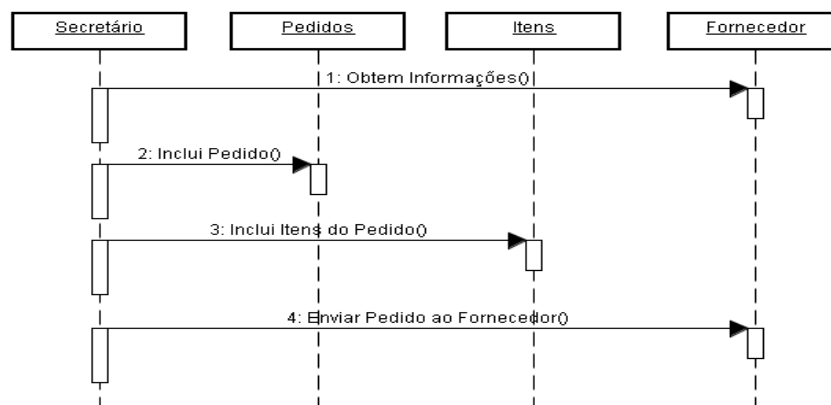 Secretário
Pedidos
Itens
Fornecedor
1: Obtem Informações()
2: Inclui Pedido()
3: Inclui Itens do Pedido()
4: Enviar Pedido ao Fornecedor()